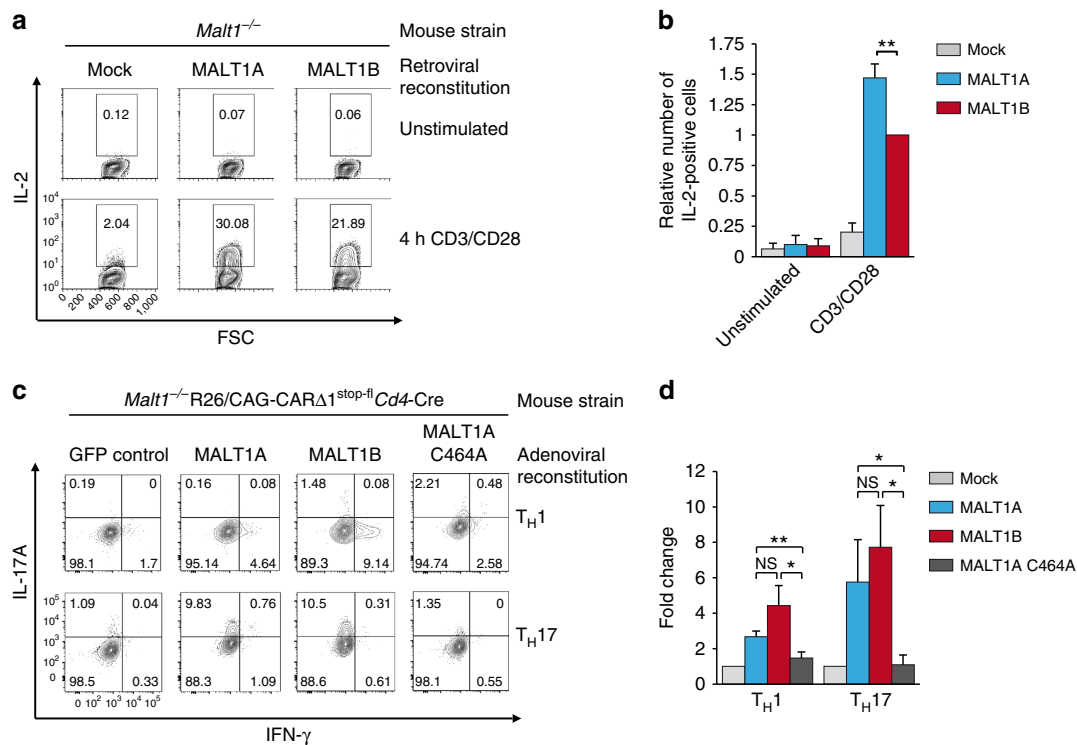 a
Malt1–/–
Mouse strain
Mock
MALT1A
MALT1B
Retroviral
reconstitution
0.12
0.07
0.06
Unstimulated
IL-2
10^4
10^3
10^2
10^1
10^0
2.04
30.08
21.89
4 h CD3/CD28
0
200
400
600
800
1,000
FSC
b
Relative number of
IL-2-positive cells
1.75
1.5
1.25
1
0.75
0.5
0.25
0
**
Mock
MALT1A
MALT1B
Unstimulated
CD3/CD28
c
Malt1–/–R26/CAG-CARΔ1stop-flCd4-Cre
Mouse strain
GFP control
MALT1A
MALT1B
MALT1A
C464A
Adenoviral
reconstitution
0.19 0
0.16 0.08
1.48 0.08
2.21 0.48
TH1
98.1 1.7
95.14 4.64
89.3 9.14
94.74 2.58
IL-17A
10^5
10^4
10^3
10^2
0
1.09 0.04
9.83 0.76
10.5 0.31
1.35 0
TH17
98.5 0.33
88.3 1.09
88.6 0.61
98.1 0.55
0 10^2 10^3 10^4 10^5
IFN-γ
d
Fold change
12
10
8
6
4
2
0
**
NS *
*
NS *
Mock
MALT1A
MALT1B
MALT1A C464A
TH1
TH17